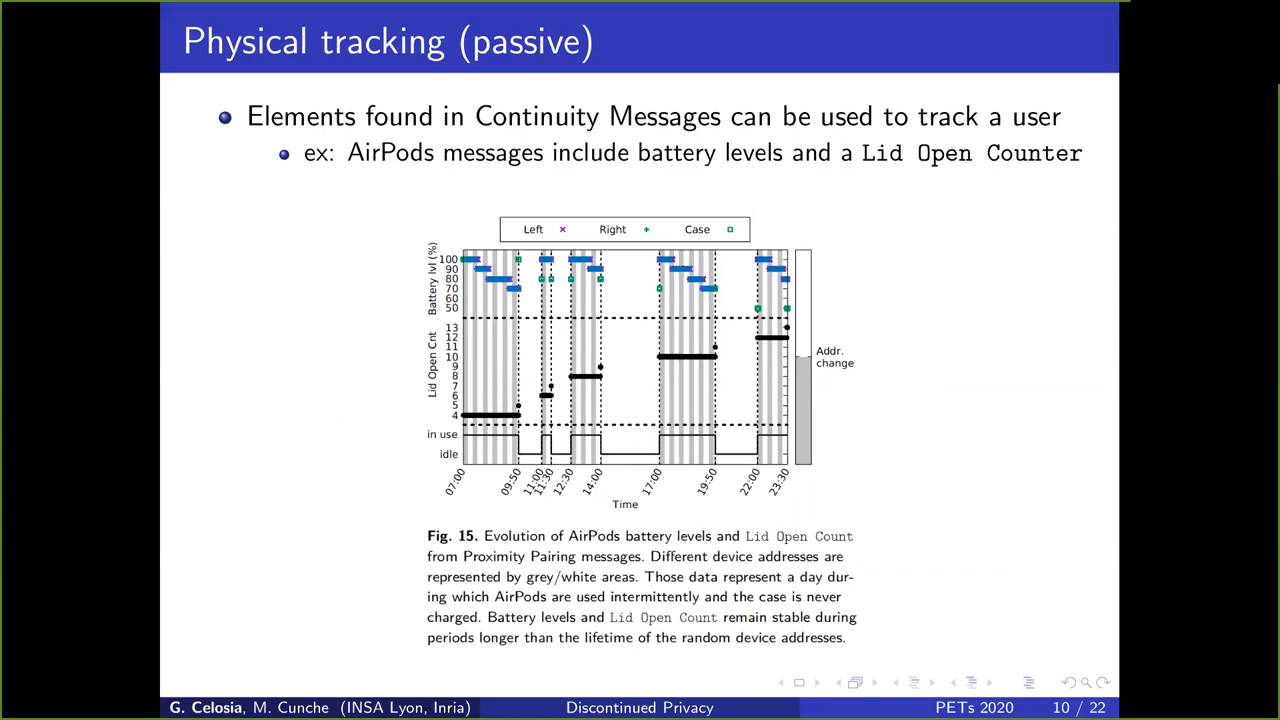 Physical tracking (passive)
Elements found in Continuity Messages can be used to track a user
ex: AirPods messages include battery levels and a Lid Open Counter
Left Right Case
Battery lvl (%)
100
90
80
70
60
50
Lid Open Cnt
13
12
11
10
9
8
7
6
5
4
in use
idle
Addr.
change
07:00 09:50 11:00 11:30 12:30 14:00 17:00 19:50 22:00 23:30
Time
Fig. 15. Evolution of AirPods battery levels and Lid Open Count
from Proximity Pairing messages. Different device addresses are
represented by grey/white areas. Those data represent a day dur-
ing which AirPods are used intermittently and the case is never
charged. Battery levels and Lid Open Count remain stable during
periods longer than the lifetime of the random device addresses.
G. Celosia, M. Cunche (INSA Lyon, Inria) Discontinued Privacy PETs 2020 10 / 22